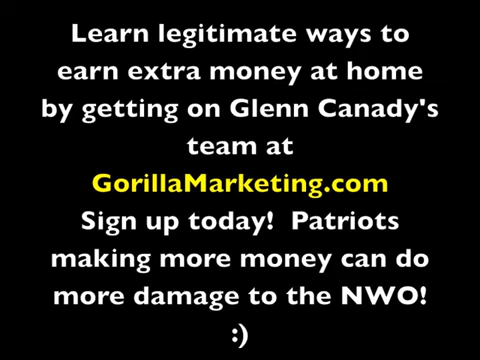 Learn legitimate ways to
earn extra money at home
by getting on Glenn Canady's
team at
GorillaMarketing.com
Sign up today!  Patriots
making more money can do
more damage to the NWO!
:)